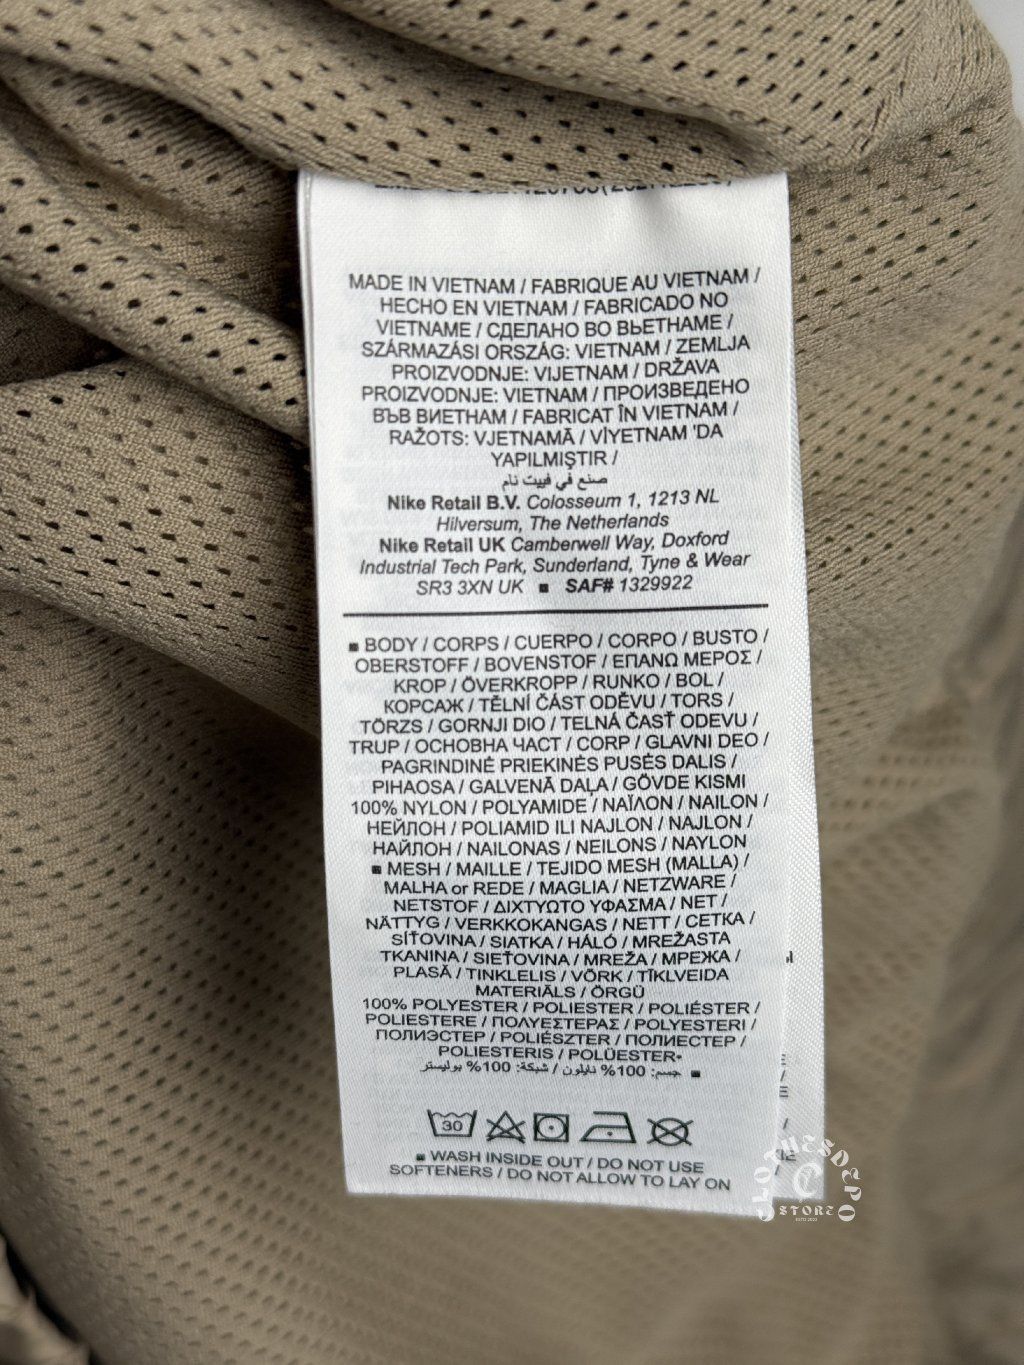 MADE IN VIETNAM / FABRIQUE AU VIETNAM /
HECHO EN VIETNAM / FABRICADO NO
VIETNAME / СДЕЛАНО ВО ВЬЕТНАМЕ /
SZÁRMAZÁSI ORSZÁG: VIETNAM / ZEMLJA
PROIZVODNJE: VIJETNAM / DRŽAVA
PROIZVODNJE: VIETNAM / ПРОИЗВЕДЕНО
ВЪВ ВИЕТНАМ / FABRICAT ÎN VIETNAM /
RAŽOTS: VJETNAMĀ / VİYETNAM 'DA
YAPILMIŞTIR /
صنع في فييت نام
Nike Retail B.V. Colosseum 1, 1213 NL
Hilversum, The Netherlands
Nike Retail UK Camberwell Way, Doxford
Industrial Tech Park, Sunderland, Tyne & Wear
SR3 3XN UK ■ SAF# 1329922
■ BODY / CORPS / CUERPO / CORPO / BUSTO /
OBERSTOFF / BOVENSTOF / ΕΠΑΝΩ ΜΕΡΟΣ /
KROP / ÖVERKROPP / RUNKO / BOL /
КОРСАЖ / TĚLNÍ ČÁST ODĚVU / TORS /
TÖRZS / GORNJI DIO / TELNÁ ČASŤ ODEVU /
TRUP / ОСНОВНА ЧАСТ / CORP / GLAVNI DEO /
PAGRINDINĖ PRIEKINĖS PUSĖS DALIS /
PIHAOSA / GALVENĀ DAĻA / GÖVDE KISMI
100% NYLON / POLYAMIDE / ΝΑΪΛΟΝ / NAILON /
НЕЙЛОН / POLIAMID ILI NAJLON / NAJLON /
НАЙЛОН / NAILONAS / NEILONS / NAYLON
■ MESH / MAILLE / TEJIDO MESH (MALLA) /
MALHA or REDE / MAGLIA / NETZWARE /
NETSTOF / ΔΙΧΤΥΩΤΟ ΥΦΑΣΜΑ / NET /
NÄTTYG / VERKKOKANGAS / NETT / СЕТКА /
SÍŤOVINA / SIATKA / HÁLÓ / MREŽASTA
TKANINA / SIEŤOVINA / MREŽA / МРЕЖА /
PLASĂ / TINKLELIS / VÕRK / TĪKLVEIDA
MATERIĀLS / ÖRGÜ
100% POLYESTER / POLIESTER / POLIÉSTER /
POLIESTERE / ΠΟΛΥΕΣΤΕΡΑΣ / POLYESTERI /
ПОЛИЭСТЕР / POLIÉSZTER / ПОЛИЕСТЕР /
POLIESTERIS / POLÜESTER•
■ جسم: 100% نايلون / شبكة: 100% بوليستر
30
■ WASH INSIDE OUT / DO NOT USE
SOFTENERS / DO NOT ALLOW TO LAY ON
CLOTHESDEPO
STORE